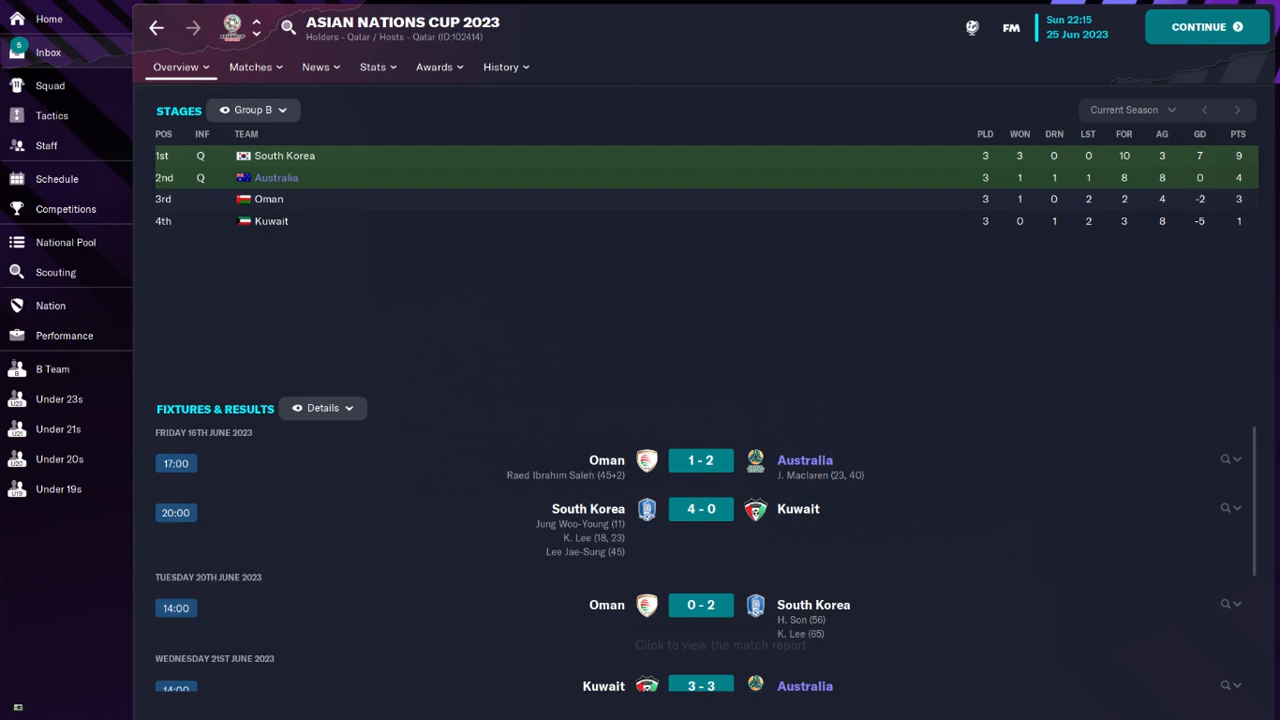 Home
5
Inbox
Squad
Tactics
Staff
Schedule
Competitions
National Pool
Scouting
Nation
Performance
B Team
Under 23s
Under 21s
Under 20s
Under 19s
ASIAN NATIONS CUP 2023
Holders - Qatar / Hosts - Qatar (ID:102414)
FM
Sun 22:15
25 Jun 2023
CONTINUE
Overview Matches News Stats Awards History
STAGES Group B Current Season
POS INF TEAM PLD WON DRN LST FOR AG GD PTS
1st Q South Korea 3 3 0 0 10 3 7 9
2nd Q Australia 3 1 1 1 8 8 0 4
3rd Oman 3 1 0 2 2 4 -2 3
4th Kuwait 3 0 1 2 3 8 -5 1
FIXTURES & RESULTS Details
FRIDAY 16TH JUNE 2023
17:00 Oman 1 - 2 Australia
Raed Ibrahim Saleh (45+2) J. Maclaren (23, 40)
20:00 South Korea 4 - 0 Kuwait
Jung Woo-Young (11)
K. Lee (18, 23)
Lee Jae-Sung (45)
TUESDAY 20TH JUNE 2023
14:00 Oman 0 - 2 South Korea
H. Son (56)
K. Lee (65)
Click to view the match report
WEDNESDAY 21ST JUNE 2023
14:00 Kuwait 3 - 3 Australia